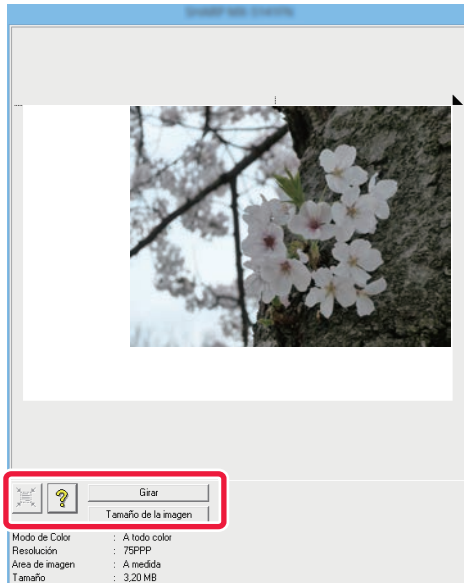 ?
Girar
Tamaño de la imagen
Modo de Color : A todo color
Resolución : 75PPP
Area de imagen : A medida
Tamaño : 3,20 MB